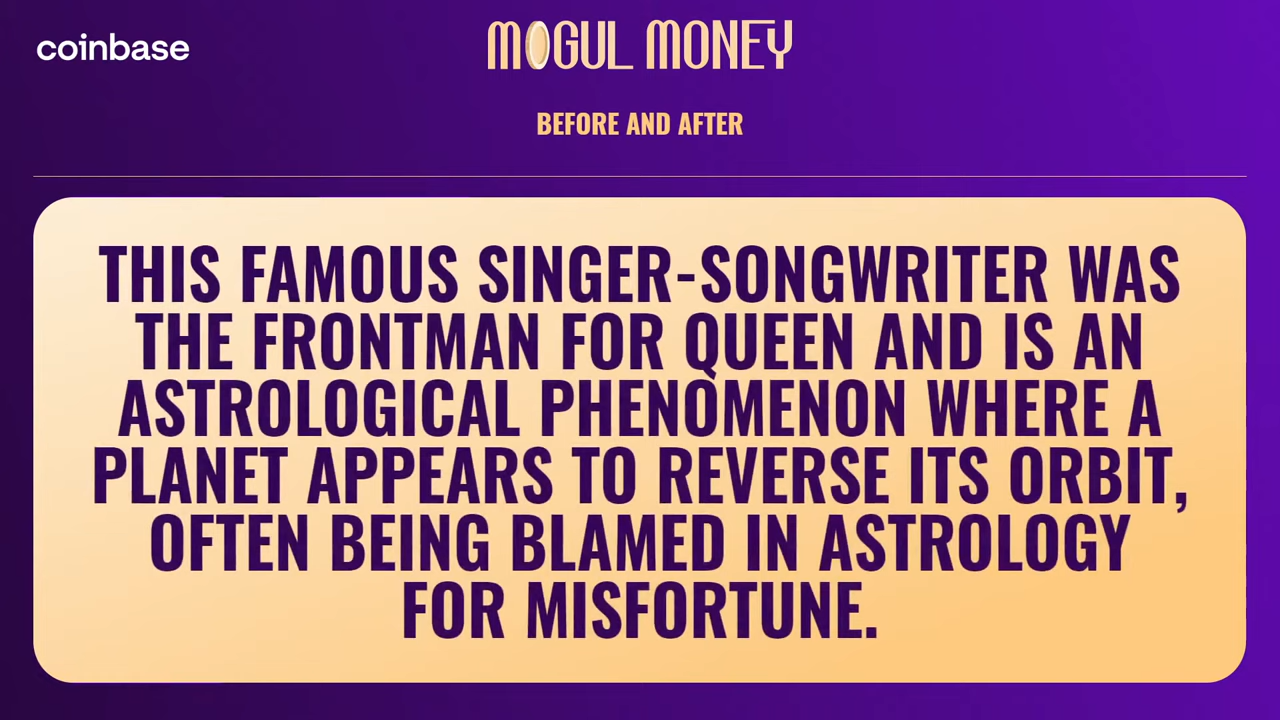 coinbase
MOGUL MONEY
BEFORE AND AFTER
THIS FAMOUS SINGER-SONGWRITER WAS
THE FRONTMAN FOR QUEEN AND IS AN
ASTROLOGICAL PHENOMENON WHERE A
PLANET APPEARS TO REVERSE ITS ORBIT,
OFTEN BEING BLAMED IN ASTROLOGY
FOR MISFORTUNE.